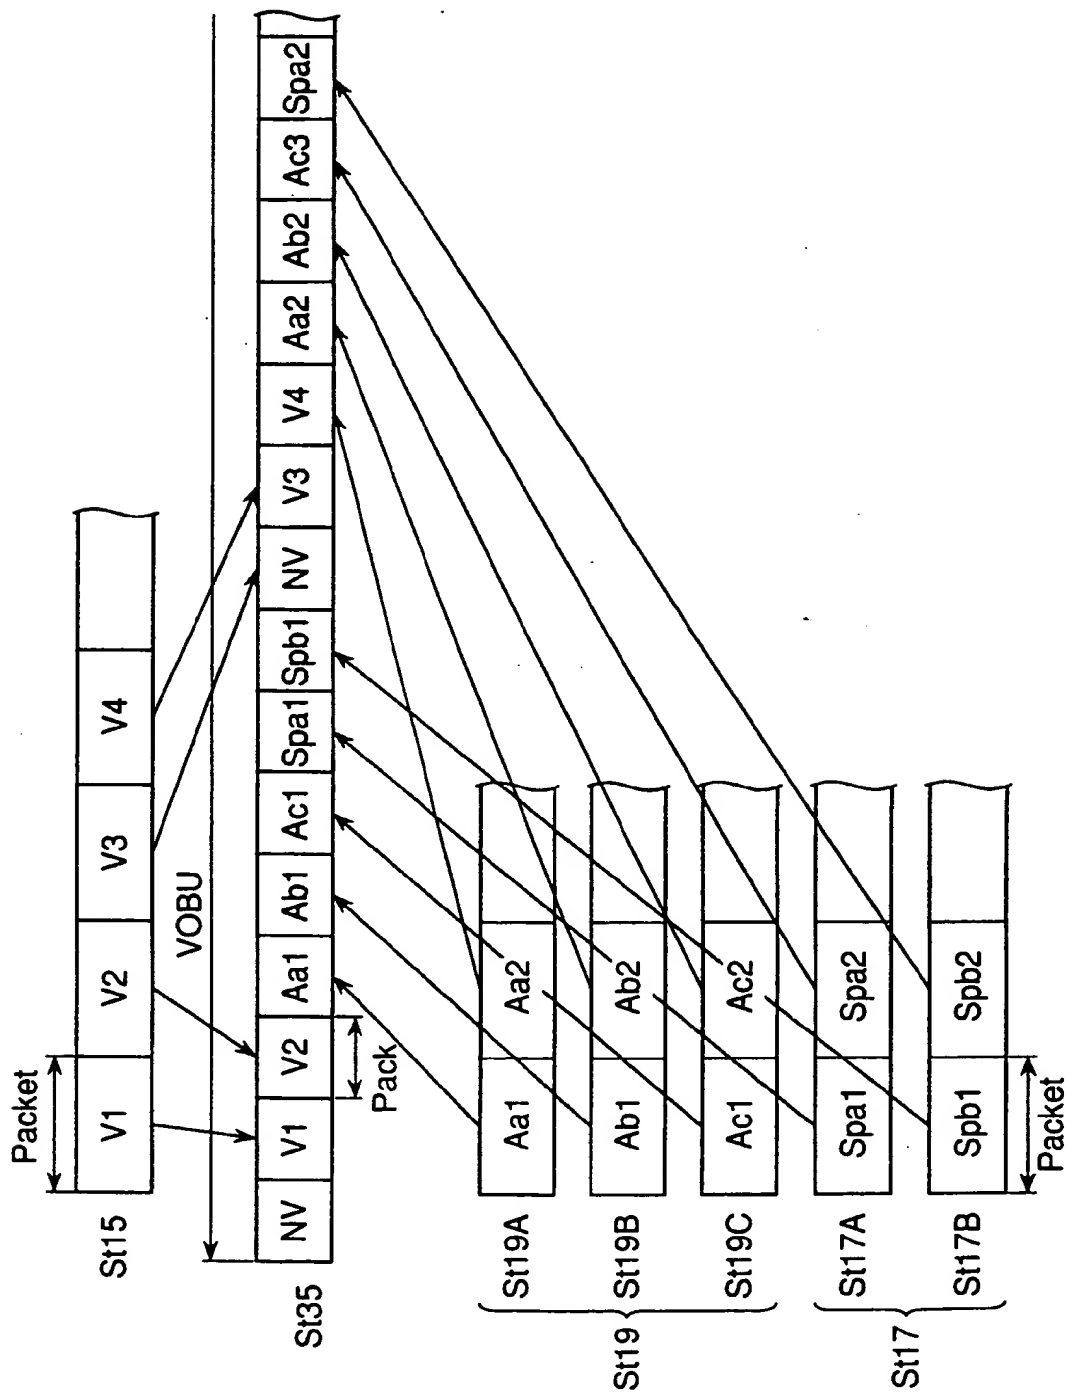 Packet
St15 V1 V2 V3 V4
VOBU
St35 NV V1 V2 Aa1 Ab1 Ac1 Spa1 Spb1 NV V3 V4 Aa2 Ab2 Ac3 Spa2
Pack
St19
St19A Aa1 Aa2
St19B Ab1 Ab2
St19C Ac1 Ac2
St17
St17A Spa1 Spa2
St17B Spb1 Spb2
Packet